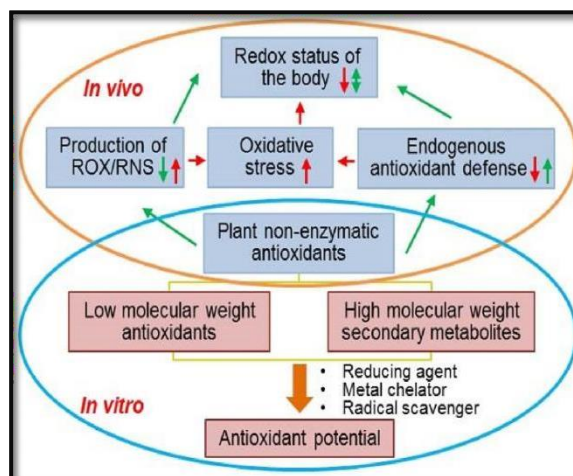 Redox status of
the body
In vivo
Production of
ROX/RNS
Oxidative
stress
Endogenous
antioxidant defense
Plant non-enzymatic
antioxidants
Low molecular weight
antioxidants
High molecular weight
secondary metabolites
• Reducing agent
• Metal chelator
• Radical scavenger
In vitro
Antioxidant potential